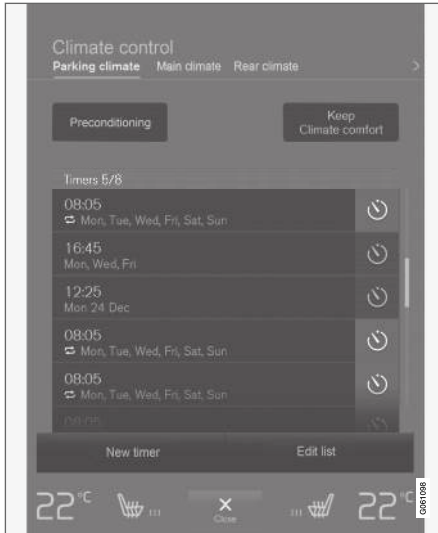 Climate control
Parking climate Main climate Rear climate
Preconditioning
Keep
Climate comfort
Timers 5/8
08:05
Mon, Tue, Wed, Fri, Sat, Sun
16:45
Mon, Wed, Fri
12:25
Mon 24 Dec
08:05
Mon, Tue, Wed, Fri, Sat, Sun
08:05
Mon, Tue, Wed, Fri, Sat, Sun
08:05
New timer Edit list
22°C 22°C
Close
G061098